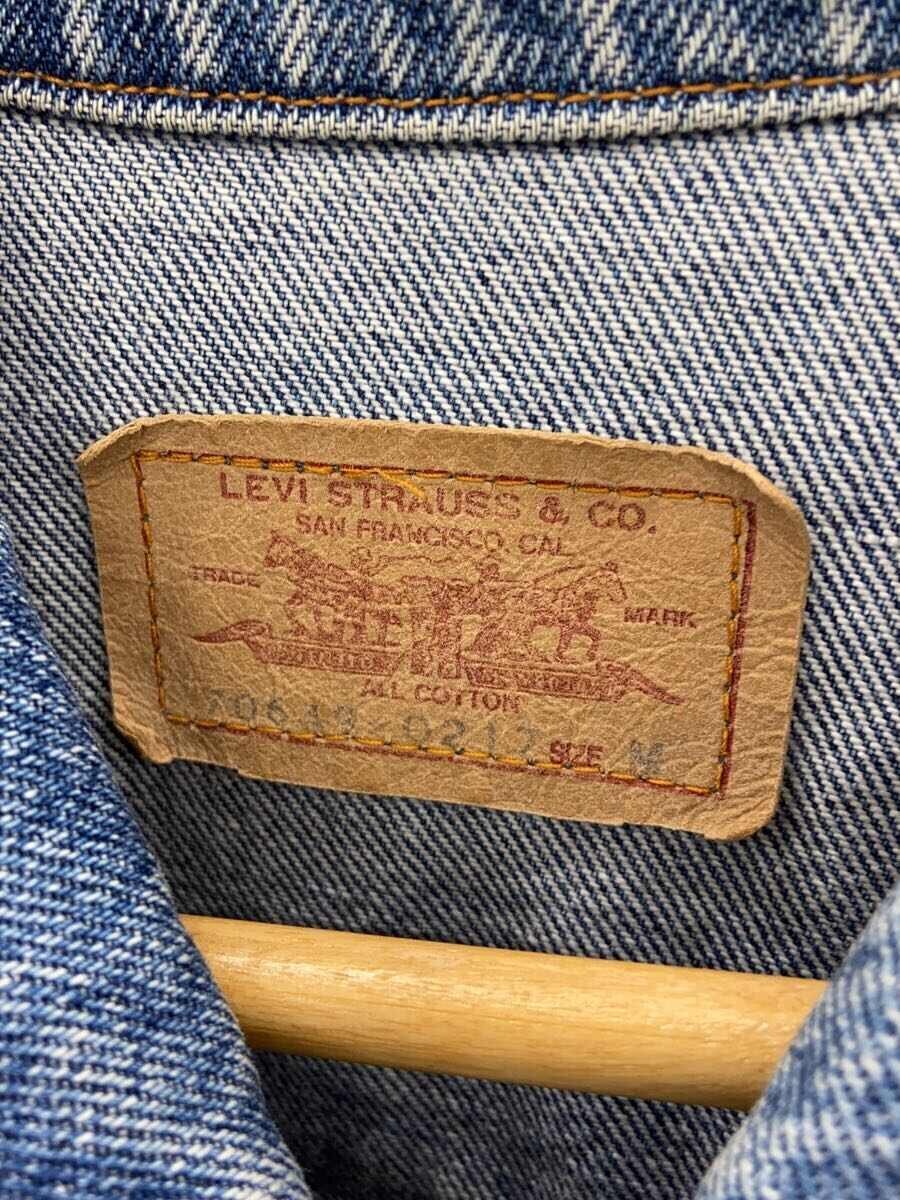 LEVI STRAUSS & CO.
SAN FRANCISCO, CAL.
TRADE MARK
ALL COTTON
SIZE M